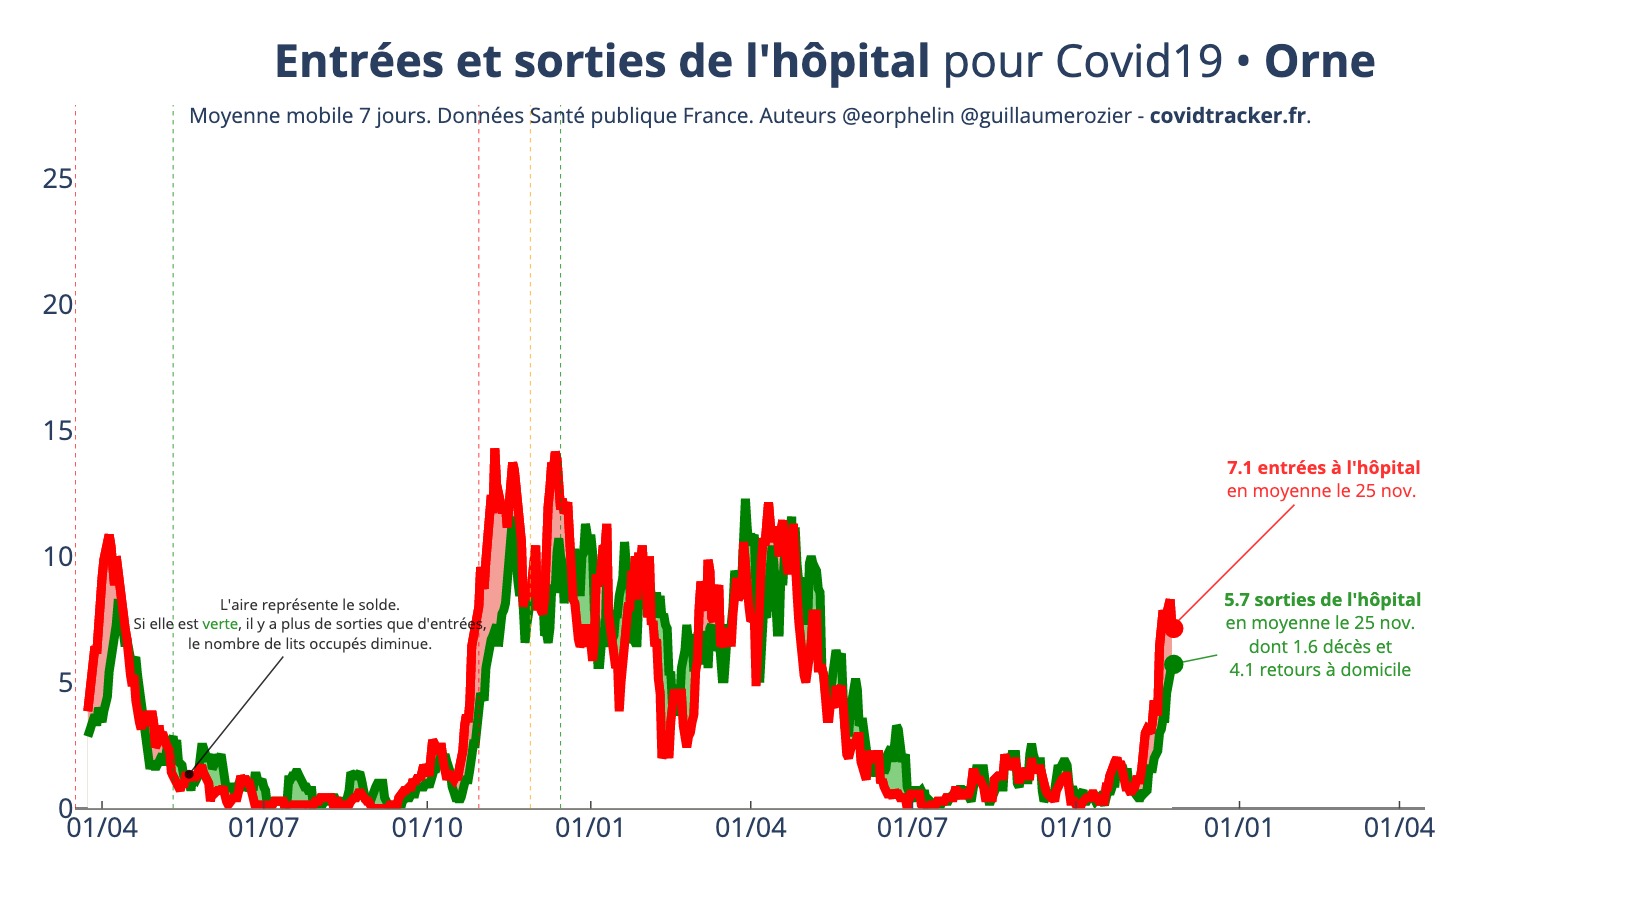 Entrées et sorties de l'hôpital pour Covid19 • Orne
Moyenne mobile 7 jours. Données Santé publique France. Auteurs @eorphelin @guillaumerozier - covidtracker.fr.
25
20
15
10
5
0
7.1 entrées à l'hôpital
en moyenne le 25 nov.
5.7 sorties de l'hôpital
en moyenne le 25 nov.
dont 1.6 décès et
4.1 retours à domicile
L'aire représente le solde.
Si elle est verte, il y a plus de sorties que d'entrées,
le nombre de lits occupés diminue.
01/04 01/07 01/10 01/01 01/04 01/07 01/10 01/01 01/04